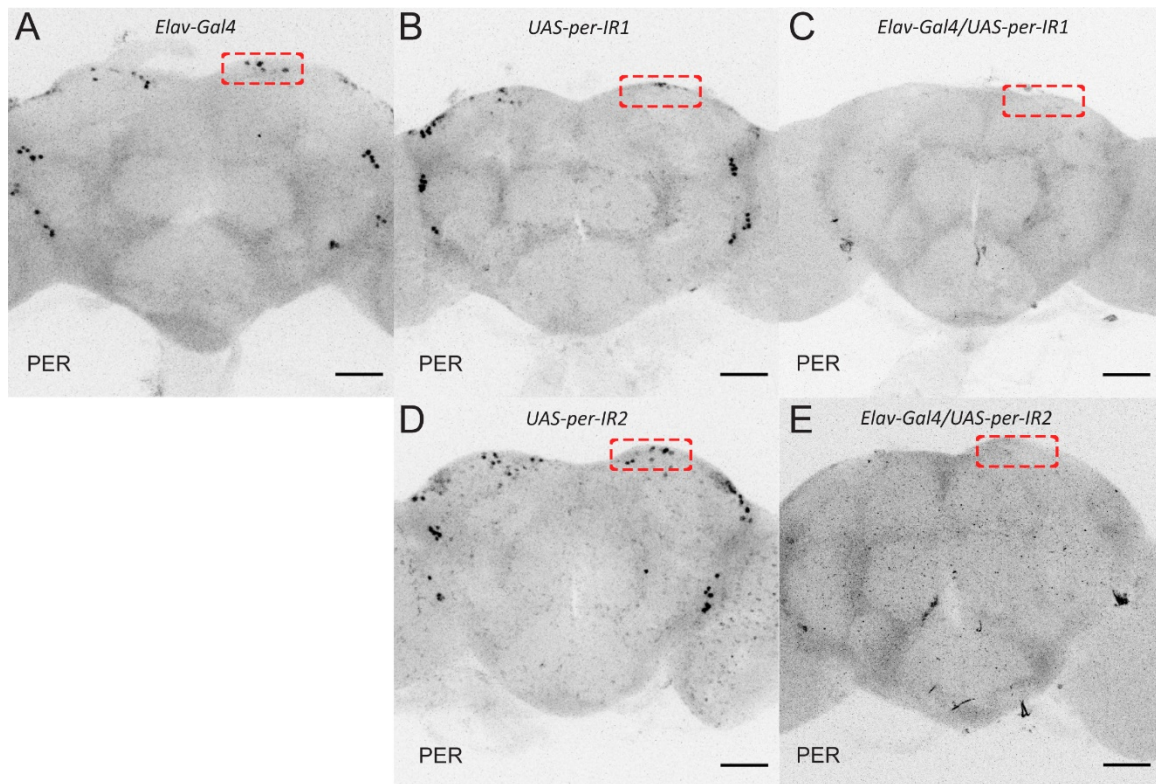 A
Elav-Gal4
PER
B
UAS-per-IR1
PER
C
Elav-Gal4/UAS-per-IR1
PER
D
UAS-per-IR2
PER
E
Elav-Gal4/UAS-per-IR2
PER